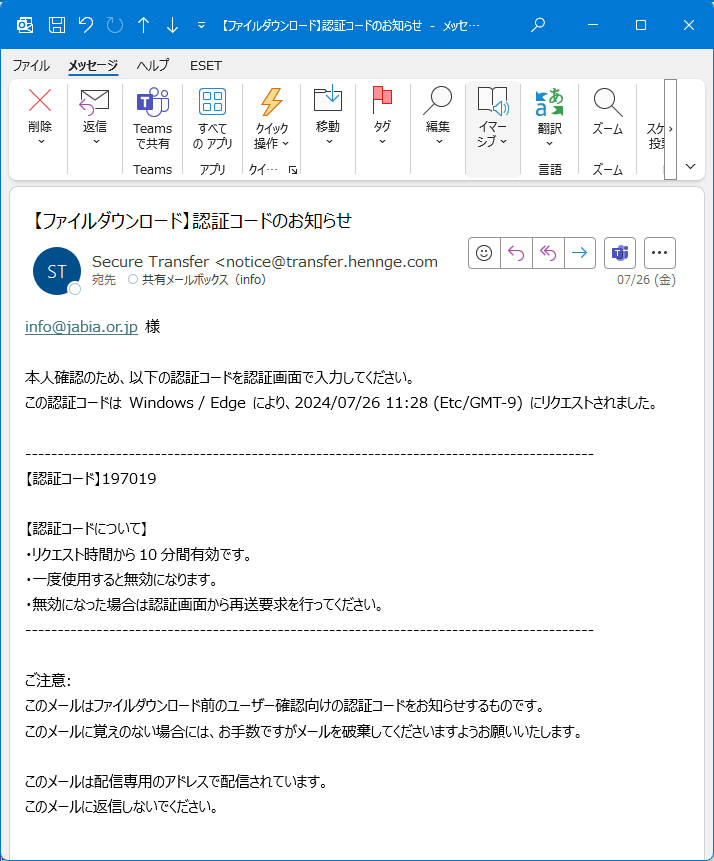 【ファイルダウンロード】認証コードのお知らせ - メッセ…
ファイル メッセージ ヘルプ ESET
削除
返信
Teams
で共有
すべて
の アプリ
クイック
操作
移動
タグ
編集
イマー
シブ
翻訳
ズーム
Teams アプリ クイ… 言語 ズーム
【ファイルダウンロード】認証コードのお知らせ
ST
Secure Transfer <notice@transfer.hennge.com
宛先 共有メールボックス（info）
07/26 (金)
info@jabia.or.jp 様
本人確認のため、以下の認証コードを認証画面で入力してください。
この認証コードは Windows / Edge により、2024/07/26 11:28 (Etc/GMT-9) にリクエストされました。
----------------------------------------------------------------------------------------
【認証コード】197019
【認証コードについて】
・リクエスト時間から 10 分間有効です。
・一度使用すると無効になります。
・無効になった場合は認証画面から再送要求を行ってください。
----------------------------------------------------------------------------------------
ご注意:
このメールはファイルダウンロード前のユーザー確認向けの認証コードをお知らせするものです。
このメールに覚えのない場合には、お手数ですがメールを破棄してくださいますようお願いいたします。
このメールは配信専用のアドレスで配信されています。
このメールに返信しないでください。